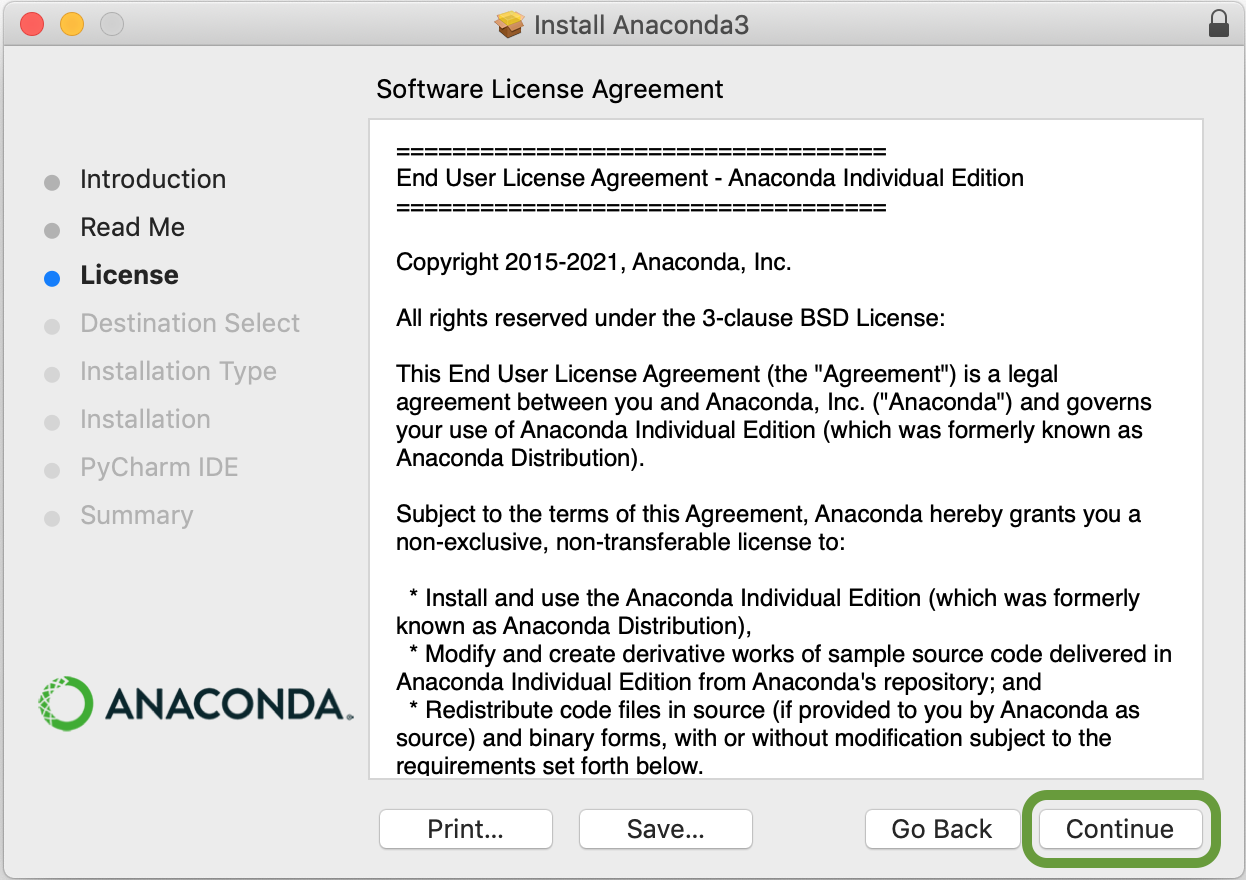 Install Anaconda3
Software License Agreement
Introduction
Read Me
License
Destination Select
Installation Type
Installation
PyCharm IDE
Summary
ANACONDA.
===================================
End User License Agreement - Anaconda Individual Edition
===================================
Copyright 2015-2021, Anaconda, Inc.
All rights reserved under the 3-clause BSD License:
This End User License Agreement (the "Agreement") is a legal
agreement between you and Anaconda, Inc. ("Anaconda") and governs
your use of Anaconda Individual Edition (which was formerly known as
Anaconda Distribution).
Subject to the terms of this Agreement, Anaconda hereby grants you a
non-exclusive, non-transferable license to:
* Install and use the Anaconda Individual Edition (which was formerly
known as Anaconda Distribution),
* Modify and create derivative works of sample source code delivered in
Anaconda Individual Edition from Anaconda's repository; and
* Redistribute code files in source (if provided to you by Anaconda as
source) and binary forms, with or without modification subject to the
requirements set forth below.
Print...
Save...
Go Back
Continue